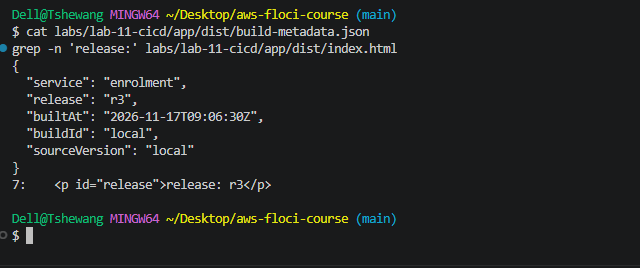 Dell@Tshewang MINGW64 ~/Desktop/aws-floci-course (main)
$ cat labs/lab-11-cicd/app/dist/build-metadata.json
grep -n 'release:' labs/lab-11-cicd/app/dist/index.html
{
  "service": "enrolment",
  "release": "r3",
  "builtAt": "2026-11-17T09:06:30Z",
  "buildId": "local",
  "sourceVersion": "local"
}
7:    <p id="release">release: r3</p>
Dell@Tshewang MINGW64 ~/Desktop/aws-floci-course (main)
$